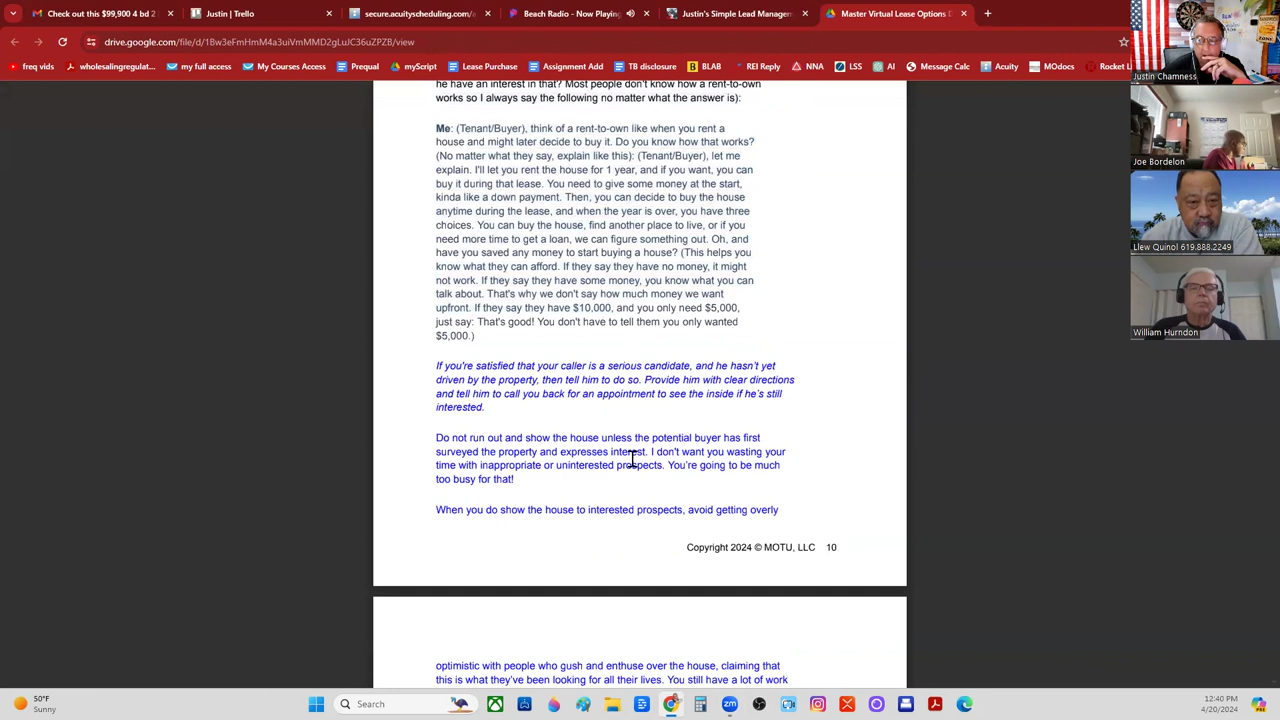 Check out this $99,900 4 bd 2
Justin | Trello
secure.acuityscheduling.com/a
Beach Radio - Now Playing
Justin's Simple Lead Managem
Master Virtual Lease Options D
drive.google.com/file/d/1Bw3eFmHmM4a3uiVmMMD2gLuJC36uZPZB/view
freq vids
wholesalingregulat...
my full access
My Courses Access
Prequal
myScript
Lease Purchase
Assignment Add
TB disclosure
BLAB
REI Reply
NNA
LSS
AI
Message Calc
Acuity
MOdocs
Rocket L
he have an interest in that? Most people don't know how a rent-to-own
works so I always say the following no matter what the answer is):
Me: (Tenant/Buyer), think of a rent-to-own like when you rent a
house and might later decide to buy it. Do you know how that works?
(No matter what they say, explain like this): (Tenant/Buyer), let me
explain. I'll let you rent the house for 1 year, and if you want, you can
buy it during that lease. You need to give some money at the start,
kinda like a down payment. Then, you can decide to buy the house
anytime during the lease, and when the year is over, you have three
choices. You can buy the house, find another place to live, or if you
need more time to get a loan, we can figure something out. Oh, and
have you saved any money to start buying a house? (This helps you
know what they can afford. If they say they have no money, it might
not work. If they say they have some money, you know what you can
talk about. That's why we don't say how much money we want
upfront. If they say they have $10,000, and you only need $5,000,
just say: That's good! You don't have to tell them you only wanted
$5,000.)
If you're satisfied that your caller is a serious candidate, and he hasn't yet
driven by the property, then tell him to do so. Provide him with clear directions
and tell him to call you back for an appointment to see the inside if he's still
interested.
Do not run out and show the house unless the potential buyer has first
surveyed the property and expresses interest. I don't want you wasting your
time with inappropriate or uninterested prospects. You're going to be much
too busy for that!
When you do show the house to interested prospects, avoid getting overly
Copyright 2024 © MOTU, LLC 10
optimistic with people who gush and enthuse over the house, claiming that
this is what they've been looking for all their lives. You still have a lot of work
Justin Chamness
Joe Bordelon
Llew Quinol 619.888.2249
William Hurndon
50°F
Sunny
Search
12:40 PM
4/20/2024